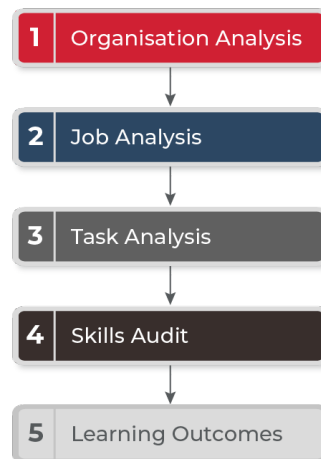 1 Organisation Analysis
2 Job Analysis
3 Task Analysis
4 Skills Audit
5 Learning Outcomes